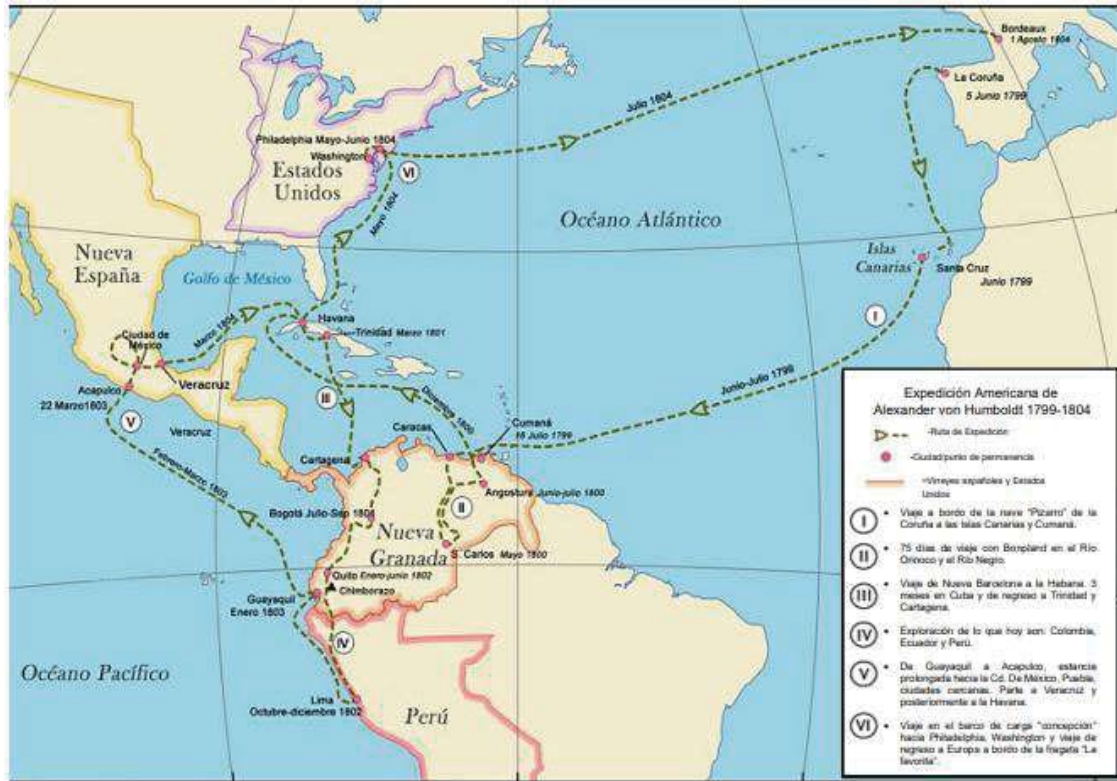 Bordeaux
1 Agosto 1804
La Coruña
5 Junio 1799
Julio 1804
Philadelphia Mayo-Junio 1804
Washington
Estados
Unidos
VI
Mayo 1804
Océano Atlántico
Nueva
España
Golfo de México
Islas
Canarias
Santa Cruz
Junio 1799
I
Havana
Trinidad Marzo 1801
Marzo 1804
Ciudad de
México
Veracruz
Acapulco
22 Marzo1803
V
Veracruz
III
Diciembre 1800
Junio-Julio 1799
Caracas
Cumaná
16 Julio 1799
Cartagena
Febrero-Marzo 1803
Angostura Junio-julio 1800
II
Bogotá Julio-Sep 1801
Nueva
Granada
S. Carlos Mayo 1800
Quito Enero-junio 1802
Chimborazo
Guayaquil
Enero 1803
IV
Océano Pacífico
Lima
Octubre-diciembre 1802
Perú
Expedición Americana de
Alexander von Humboldt 1799-1804
-Ruta de Expedición
-Ciudad/punto de permanencia
=Virreyes españoles y Estados
Unidos
I • Viaje a bordo de la nave "Pizarro" de la
Coruña a las Islas Canarias y Cumaná.
II • 75 días de viaje con Bonpland en el Río
Orinoco y el Río Negro.
III • Viaje de Nueva Barcelona a la Habana. 3
meses en Cuba y de regreso a Trinidad y
Cartagena.
IV • Exploración de lo que hoy son: Colombia,
Ecuador y Perú.
V • De Guayaquil a Acapulco, estancia
prolongada hacia la Cd. De México, Puebla,
ciudades cercanas. Parte a Veracruz y
posteriormente a la Havana.
VI • Viaje en el barco de carga "concepción"
hacia Philadelphia, Washington y viaje de
regreso a Europa a bordo de la fragata "La
favorita".